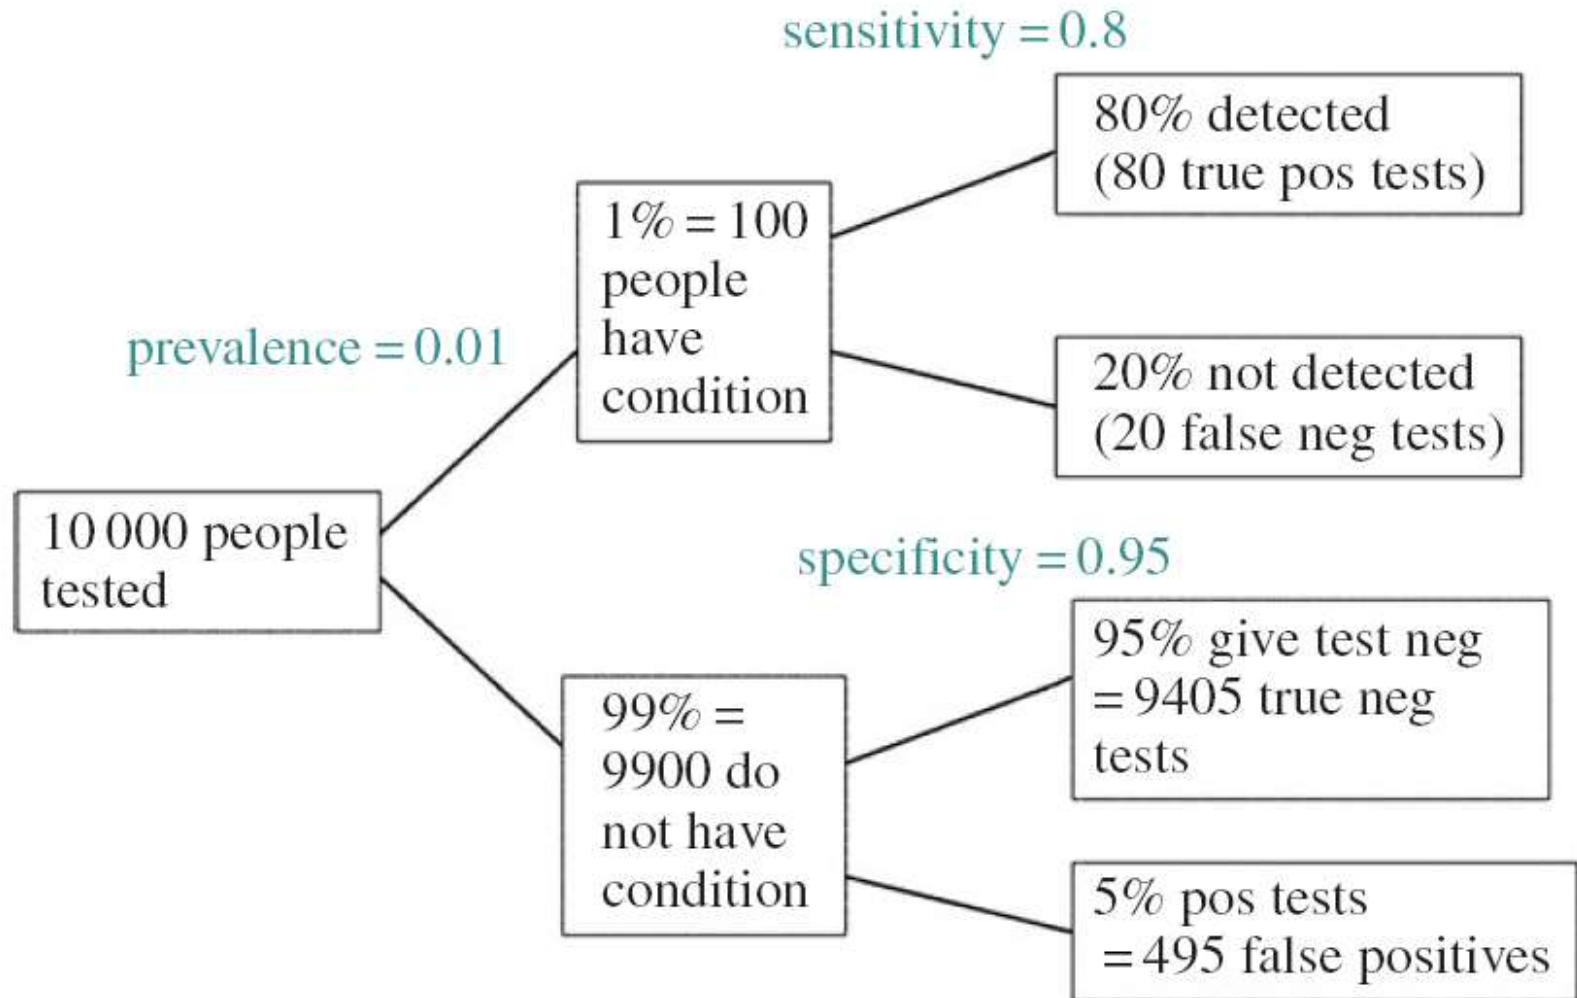 sensitivity = 0.8
80% detected
(80 true pos tests)
1% = 100
people
have
condition
prevalence = 0.01
20% not detected
(20 false neg tests)
10 000 people
tested
specificity = 0.95
95% give test neg
= 9405 true neg
tests
99% =
9900 do
not have
condition
5% pos tests
= 495 false positives